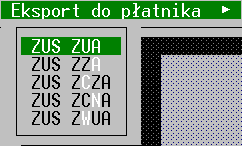 Eksport do płatnika ►
ZUS ZUA
ZUS ZZA
ZUS ZCZA
ZUS ZCNA
ZUS ZWUA